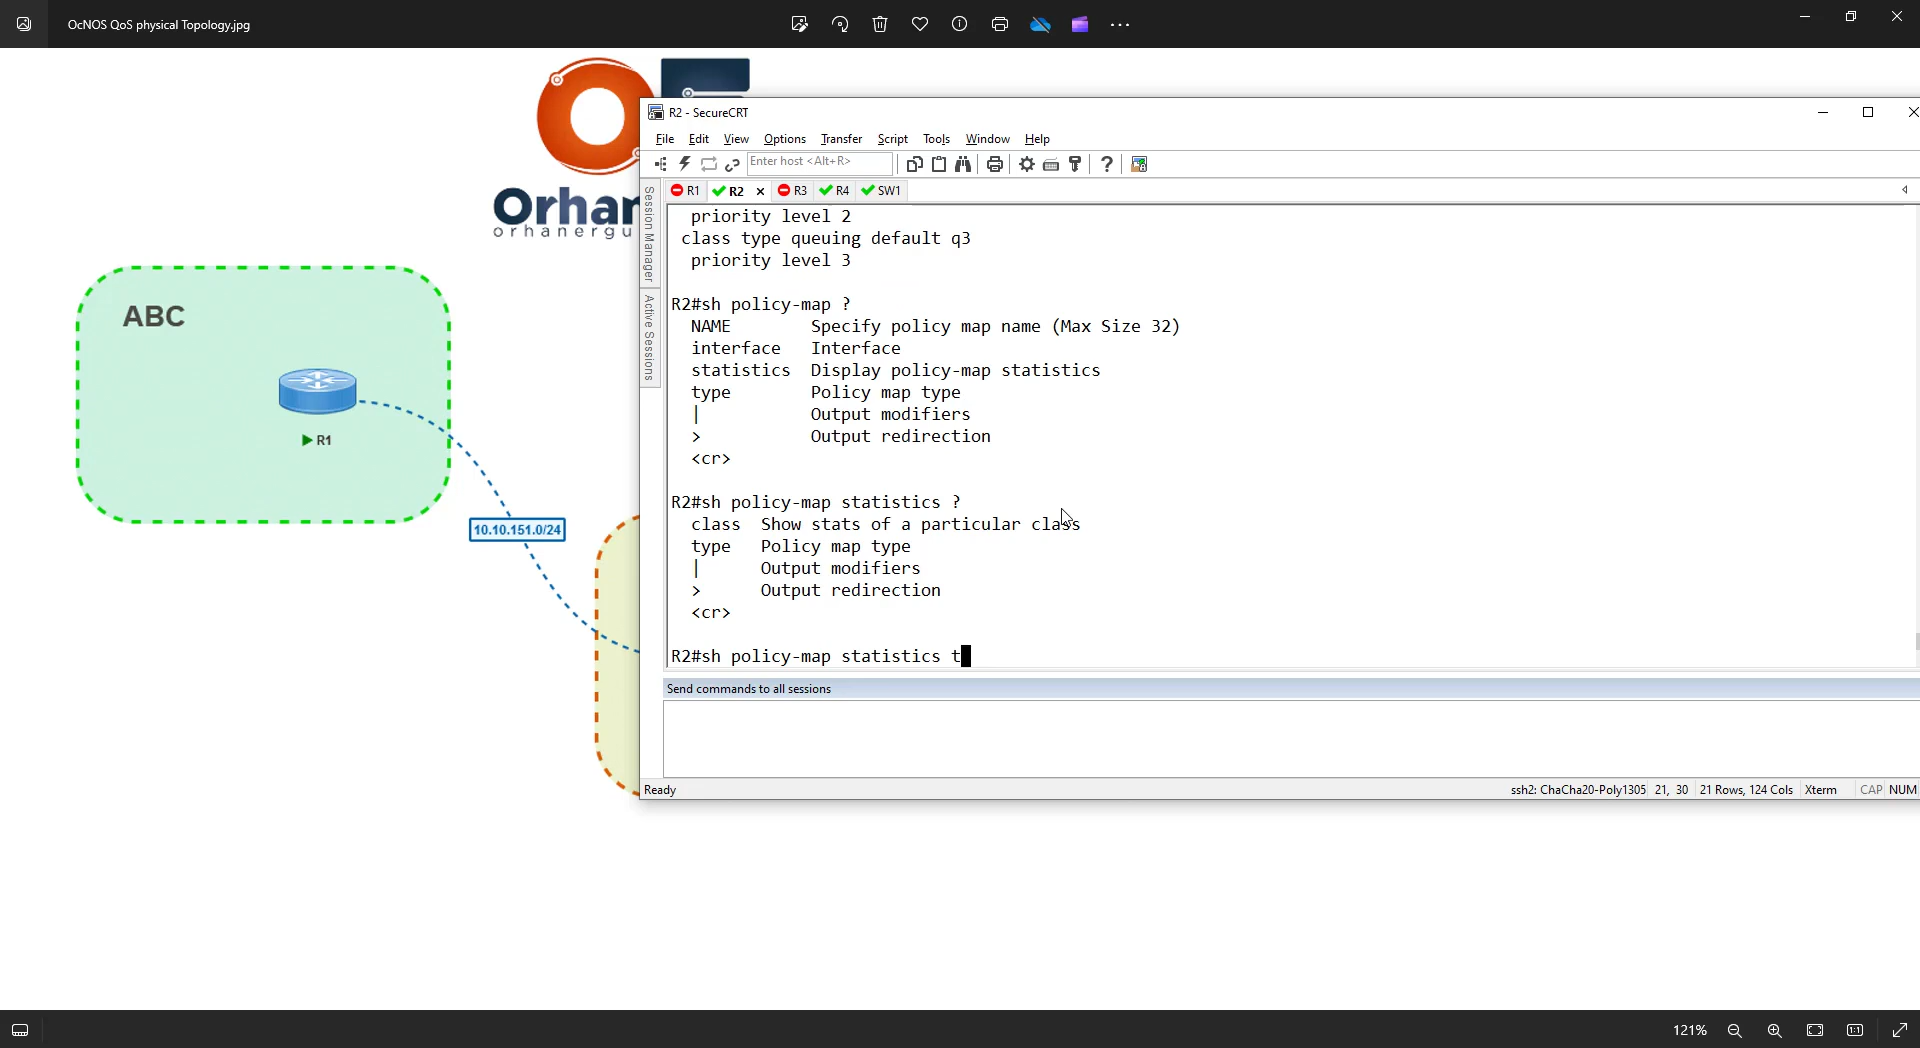 OcNOS QoS physical Topology.jpg
Orhan
orhanergu
ABC
R1
10.10.151.0/24
R2 - SecureCRT
File Edit View Options Transfer Script Tools Window Help
Enter host <Alt+R>
R1 R2 R3 R4 SW1
Session Manager
Active Sessions
priority level 2
class type queuing default q3
priority level 3
R2#sh policy-map ?
NAME Specify policy map name (Max Size 32)
interface Interface
statistics Display policy-map statistics
type Policy map type
| Output modifiers
> Output redirection
<cr>
R2#sh policy-map statistics ?
class Show stats of a particular class
type Policy map type
| Output modifiers
> Output redirection
<cr>
R2#sh policy-map statistics t
Send commands to all sessions
Ready
ssh2: ChaCha20-Poly1305 21, 30 21 Rows, 124 Cols Xterm CAP NUM
121%
1:1